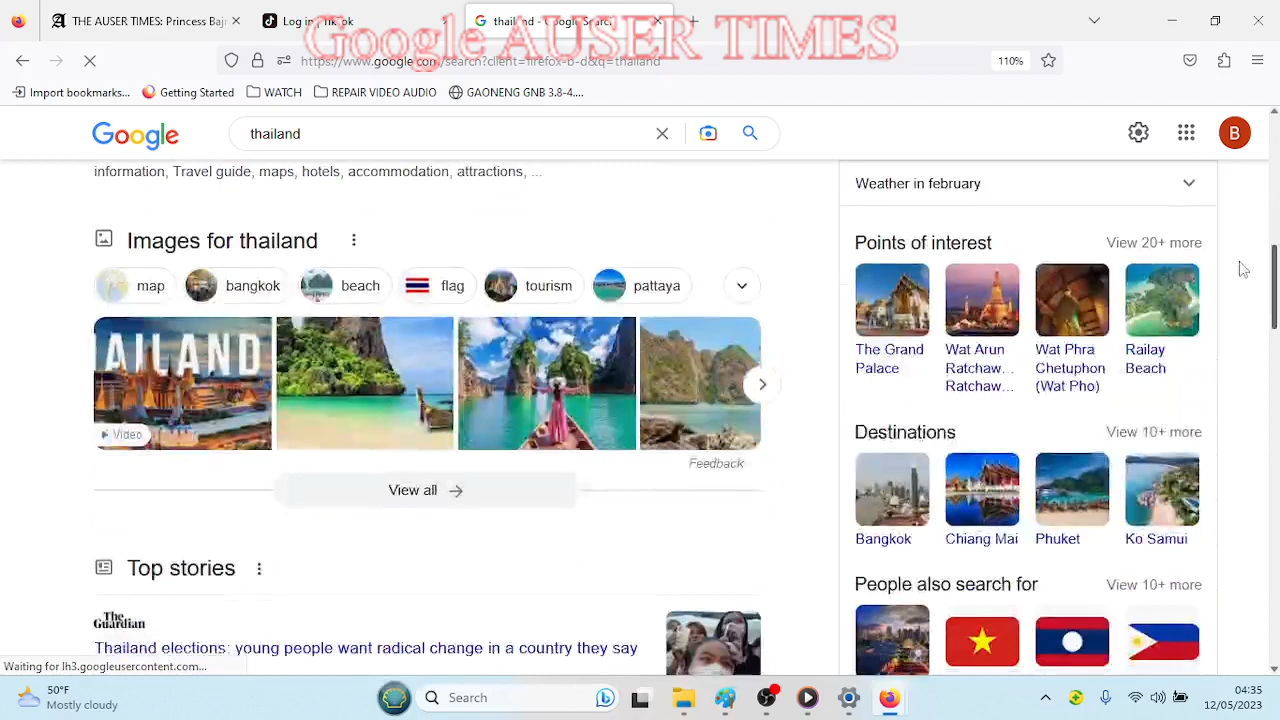 THE AUSER TIMES: Princess Baj
Log in | TikTok
thailand - Google Search
Google AUSER TIMES
https://www.google.com/search?client=firefox-b-d&q=thailand
110%
Import bookmarks...
Getting Started
WATCH
REPAIR VIDEO AUDIO
GAONENG GNB 3.8-4....
Google
thailand
B
information, Travel guide, maps, hotels, accommodation, attractions, ...
Images for thailand
map
bangkok
beach
flag
tourism
pattaya
AILAND
Video
Feedback
View all
Top stories
The Guardian
Thailand elections: young people want radical change in a country they say
Weather in february
Points of interest
View 20+ more
The Grand
Palace
Wat Arun
Ratchaw...
Ratchaw...
Wat Phra
Chetuphon
(Wat Pho)
Railay
Beach
Destinations
View 10+ more
Bangkok
Chiang Mai
Phuket
Ko Samui
People also search for
View 10+ more
Waiting for lh3.googleusercontent.com...
50°F
Mostly cloudy
Search
04:35
12/05/2023